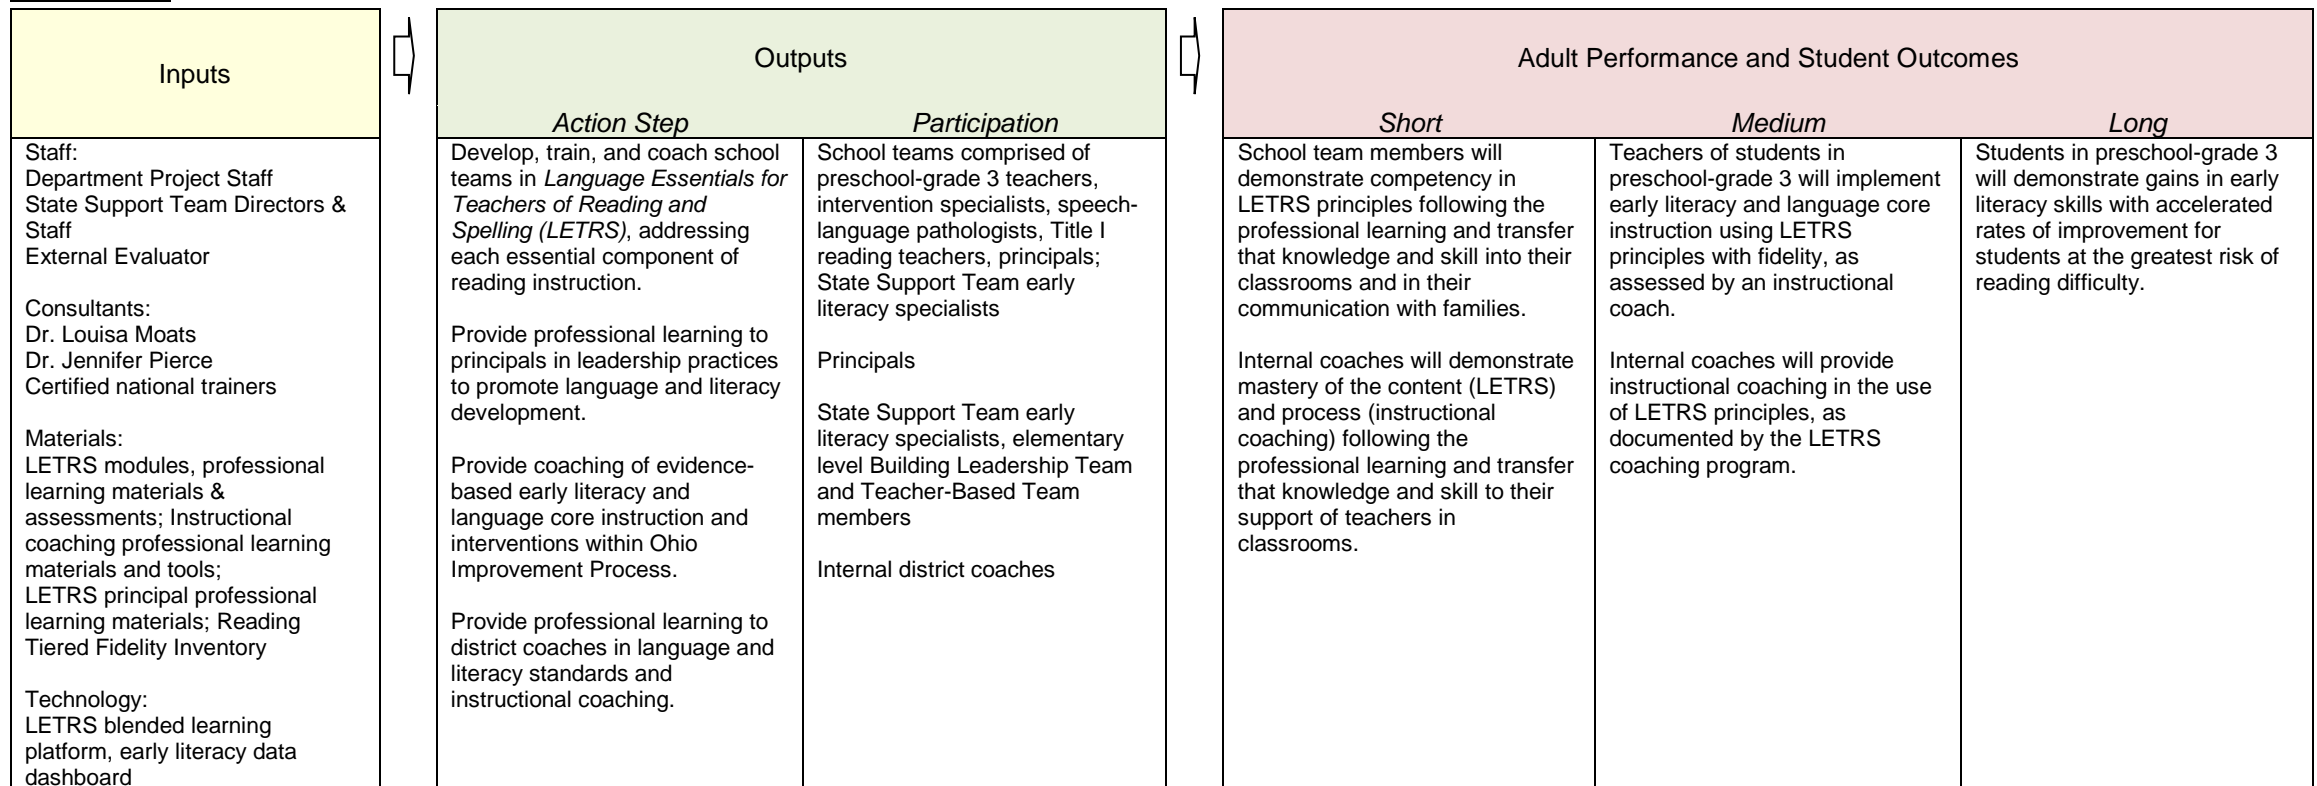 Inputs
Staff:
Department Project Staff
State Support Team Directors &
Staff
External Evaluator
Consultants:
Dr. Louisa Moats
Dr. Jennifer Pierce
Certified national trainers
Materials:
LETRS modules, professional
learning materials &
assessments; Instructional
coaching professional learning
materials and tools;
LETRS principal professional
learning materials; Reading
Tiered Fidelity Inventory
Technology:
LETRS blended learning
platform, early literacy data
dashboard
Outputs
Action Step
Develop, train, and coach school
teams in Language Essentials for
Teachers of Reading and
Spelling (LETRS), addressing
each essential component of
reading instruction.
Provide professional learning to
principals in leadership practices
to promote language and literacy
development.
Provide coaching of evidence-
based early literacy and
language core instruction and
interventions within Ohio
Improvement Process.
Provide professional learning to
district coaches in language and
literacy standards and
instructional coaching.
Participation
School teams comprised of
preschool-grade 3 teachers,
intervention specialists, speech-
language pathologists, Title I
reading teachers, principals;
State Support Team early
literacy specialists
Principals
State Support Team early
literacy specialists, elementary
level Building Leadership Team
and Teacher-Based Team
members
Internal district coaches
Adult Performance and Student Outcomes
Short
School team members will
demonstrate competency in
LETRS principles following the
professional learning and transfer
that knowledge and skill into their
classrooms and in their
communication with families.
Internal coaches will demonstrate
mastery of the content (LETRS)
and process (instructional
coaching) following the
professional learning and transfer
that knowledge and skill to their
support of teachers in
classrooms.
Medium
Teachers of students in
preschool-grade 3 will implement
early literacy and language core
instruction using LETRS
principles with fidelity, as
assessed by an instructional
coach.
Internal coaches will provide
instructional coaching in the use
of LETRS principles, as
documented by the LETRS
coaching program.
Long
Students in preschool-grade 3
will demonstrate gains in early
literacy skills with accelerated
rates of improvement for
students at the greatest risk of
reading difficulty.